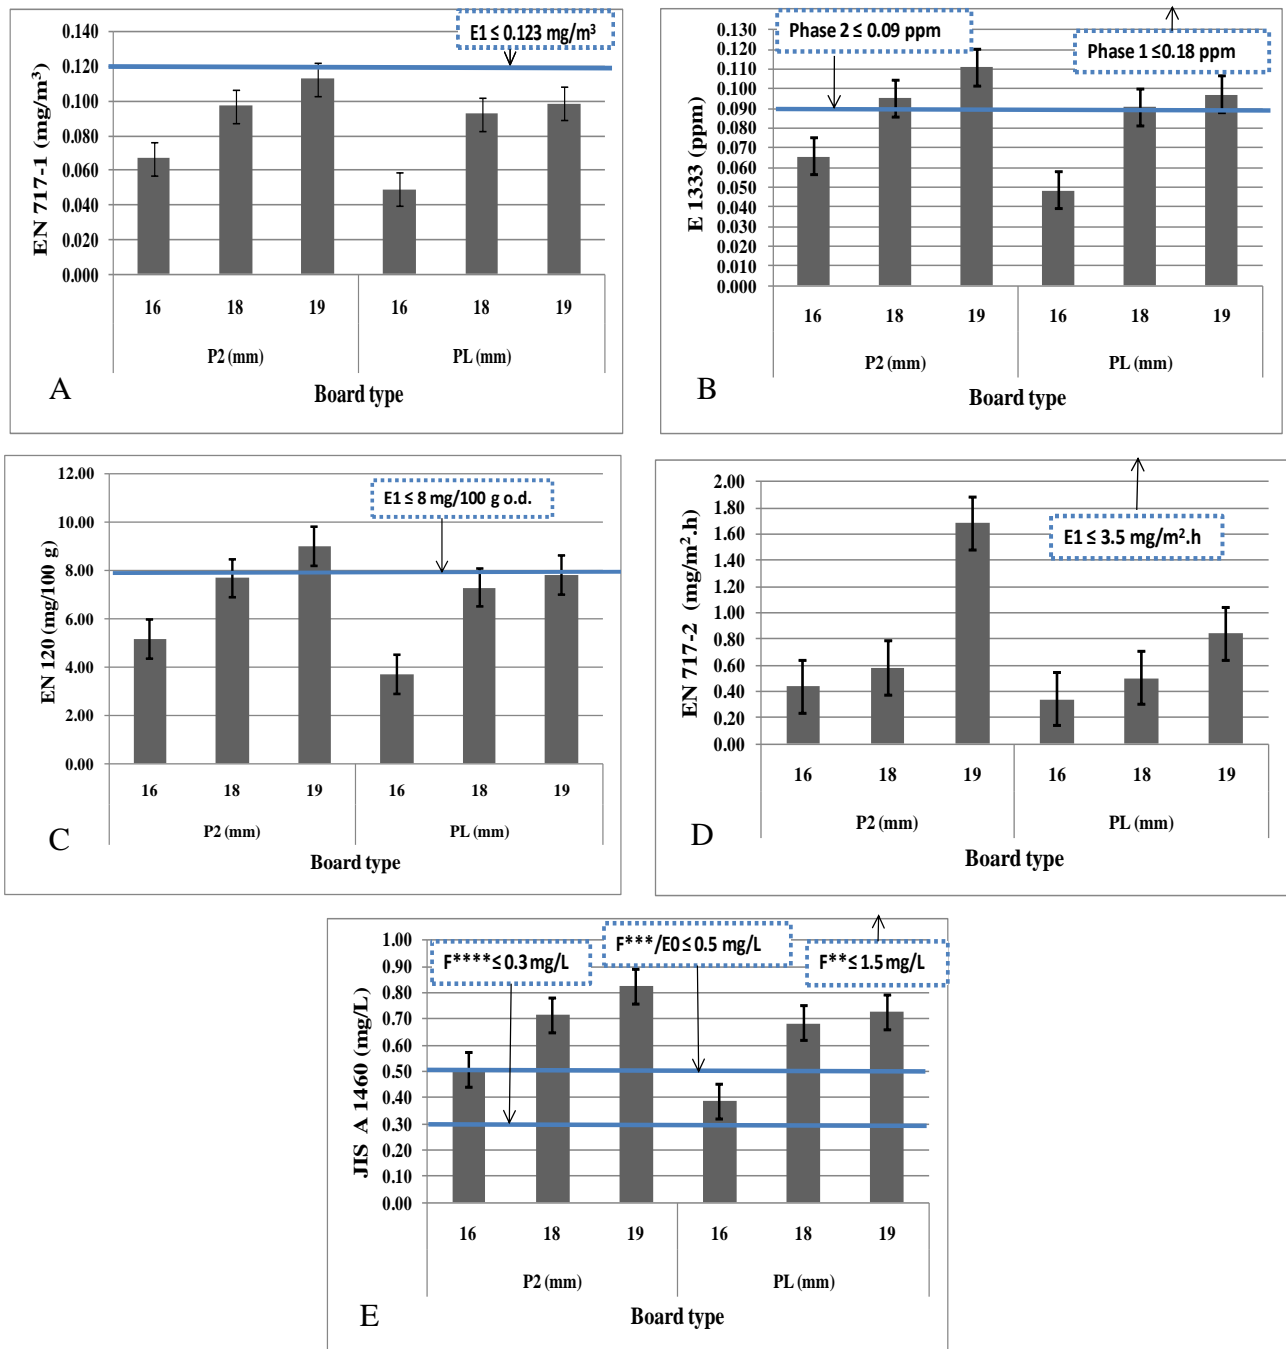 0.140
0.120
0.100
0.080
0.060
0.040
0.020
0.000
EN 717-1 (mg/m³)
E1 ≤ 0.123 mg/m³
16 18 19 16 18 19
P2 (mm) PL (mm)
Board type
A
0.130
0.120
0.110
0.100
0.090
0.080
0.070
0.060
0.050
0.040
0.030
0.020
0.010
0.000
E 1333 (ppm)
Phase 2 ≤ 0.09 ppm
Phase 1 ≤0.18 ppm
16 18 19 16 18 19
P2 (mm) PL (mm)
Board type
B
12.00
10.00
8.00
6.00
4.00
2.00
0.00
EN 120 (mg/100 g)
E1 ≤ 8 mg/100 g o.d.
16 18 19 16 18 19
P2 (mm) PL (mm)
Board type
C
2.00
1.80
1.60
1.40
1.20
1.00
0.80
0.60
0.40
0.20
0.00
EN 717-2 (mg/m².h)
E1 ≤ 3.5 mg/m².h
16 18 19 16 18 19
P2 (mm) PL (mm)
Board type
D
1.00
0.90
0.80
0.70
0.60
0.50
0.40
0.30
0.20
0.10
0.00
JIS A 1460 (mg/L)
F****≤ 0.3 mg/L
F***/E0 ≤ 0.5 mg/L
F** ≤ 1.5 mg/L
16 18 19 16 18 19
P2 (mm) PL (mm)
Board type
E